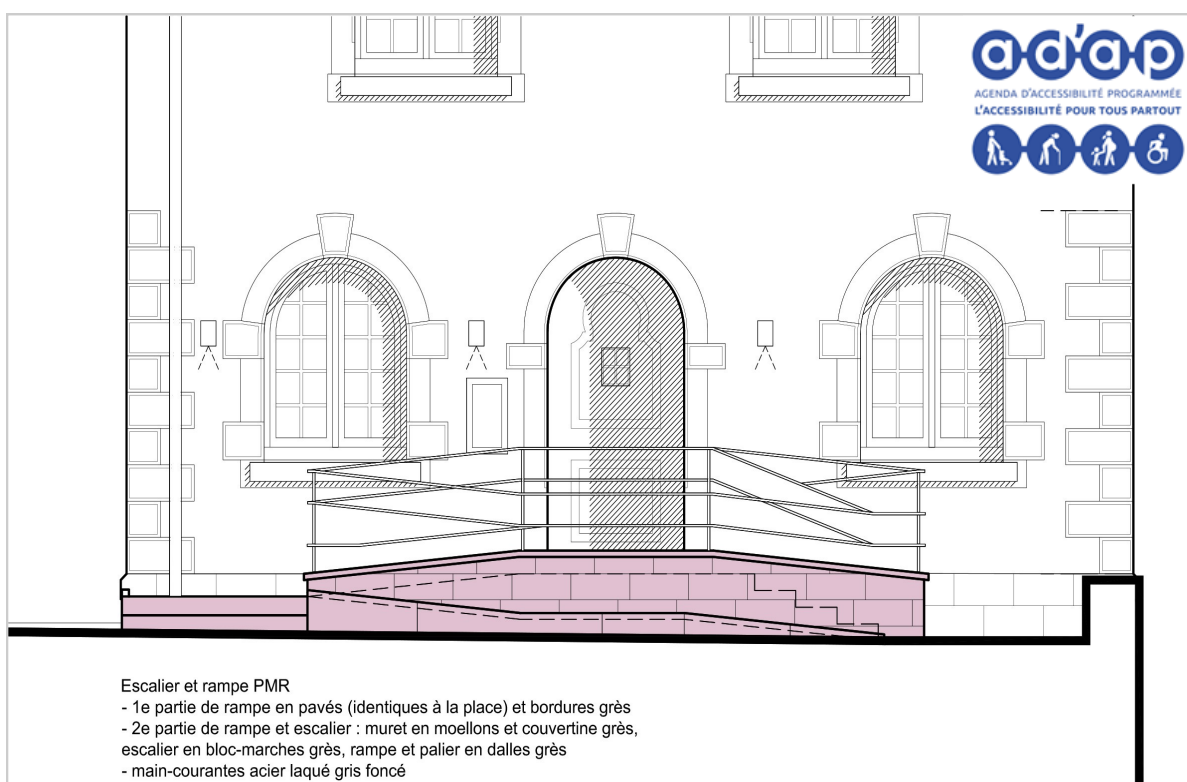 ad'ap
AGENDA D'ACCESSIBILITÉ PROGRAMMÉE
L'ACCESSIBILITÉ POUR TOUS PARTOUT
Escalier et rampe PMR
- 1e partie de rampe en pavés (identiques à la place) et bordures grès
- 2e partie de rampe et escalier : muret en moellons et couvertine grès,
escalier en bloc-marches grès, rampe et palier en dalles grès
- main-courantes acier laqué gris foncé